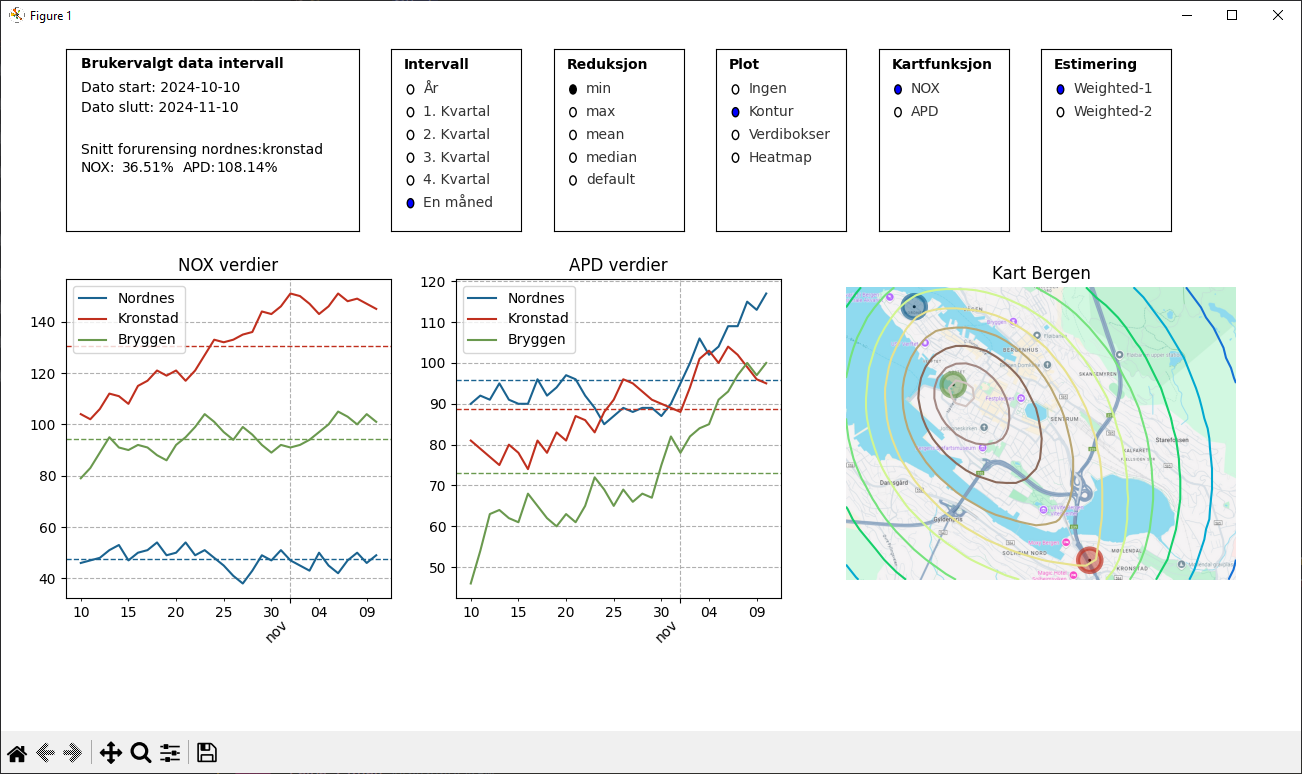 Figure 1
Brukervalgt data intervall
Dato start: 2024-10-10
Dato slutt: 2024-11-10
Snitt forurensing nordnes:kronstad
NOX: 36.51% APD:108.14%
Intervall
År
1. Kvartal
2. Kvartal
3. Kvartal
4. Kvartal
En måned
Reduksjon
min
max
mean
median
default
Plot
Ingen
Kontur
Verdibokser
Heatmap
Kartfunksjon
NOX
APD
Estimering
Weighted-1
Weighted-2
NOX verdier
Nordnes
Kronstad
Bryggen
140
120
100
80
60
40
10 15 20 25 30 04 09
nov
APD verdier
Nordnes
Kronstad
Bryggen
120
110
100
90
80
70
60
50
10 15 20 25 30 04 09
nov
Kart Bergen
Bryggen
BERGENHUS
SKANSEMYREN
SENTRUM
Starefossen
KALFARET
SOLHEIM NORD
MØLLENDAL
KRONSTAD